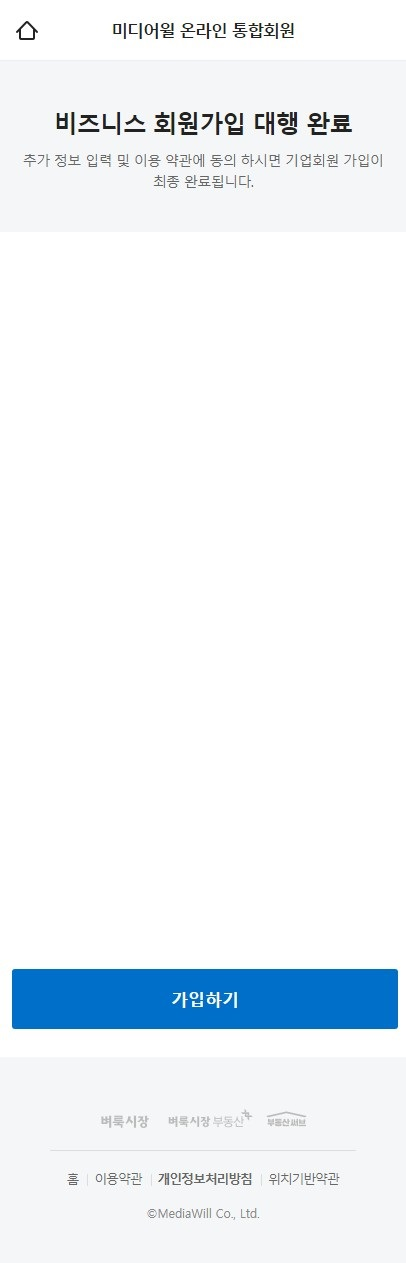 미디어윌 온라인 통합회원
비즈니스 회원가입 대행 완료
추가 정보 입력 및 이용 약관에 동의 하시면 기업회원 가입이
최종 완료됩니다.
가입하기
벼룩시장 벼룩시장 부동산 부동산써브
홈 이용약관 개인정보처리방침 위치기반약관
©MediaWill Co., Ltd.